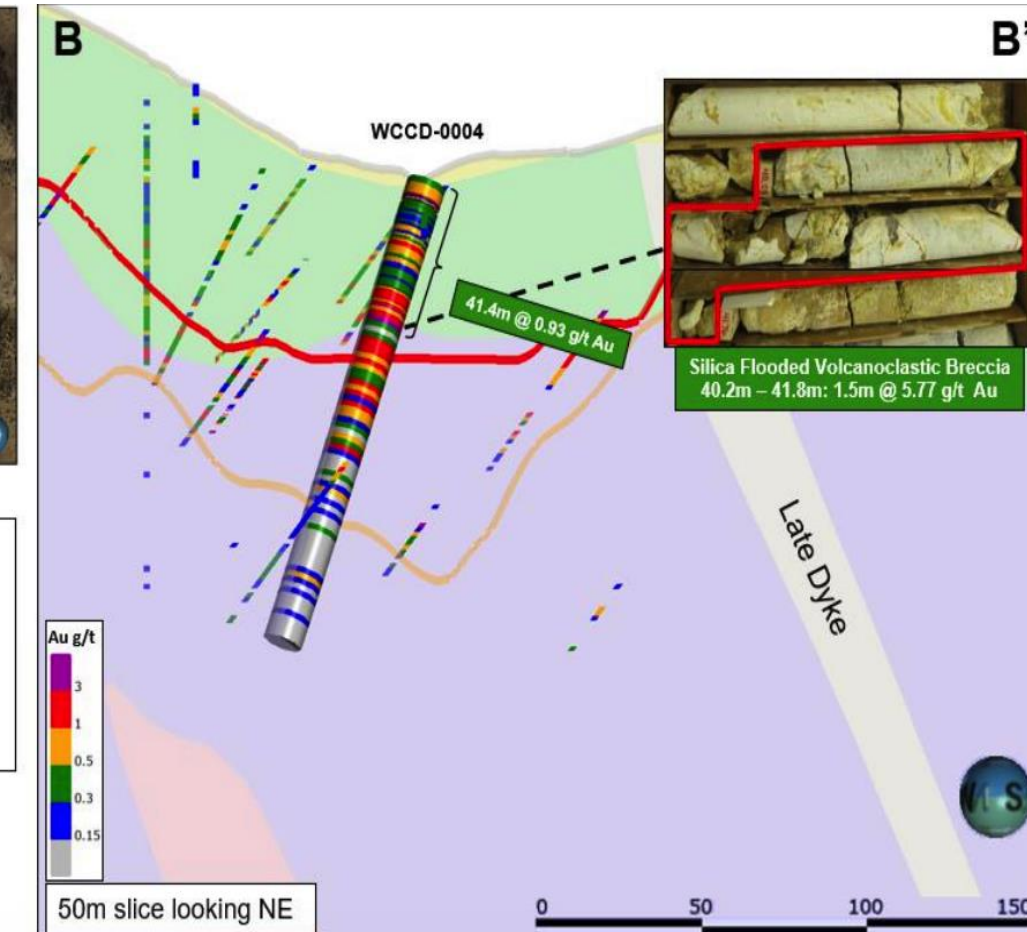 B
B'
WCCD-0004
41.4m @ 0.93 g/t Au
Silica Flooded Volcanoclastic Breccia
40.2m – 41.8m: 1.5m @ 5.77 g/t Au
Late Dyke
Au g/t
3
1
0.5
0.3
0.15
S
50m slice looking NE
0 50 100 150